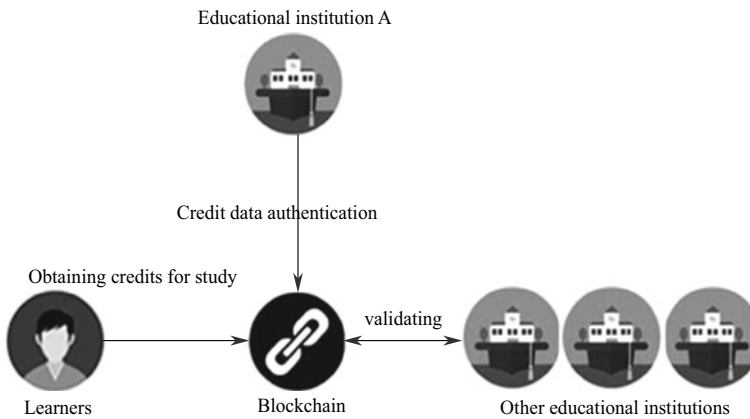 Educational institution A
Credit data authentication
Obtaining credits for study
validating
Learners
Blockchain
Other educational institutions